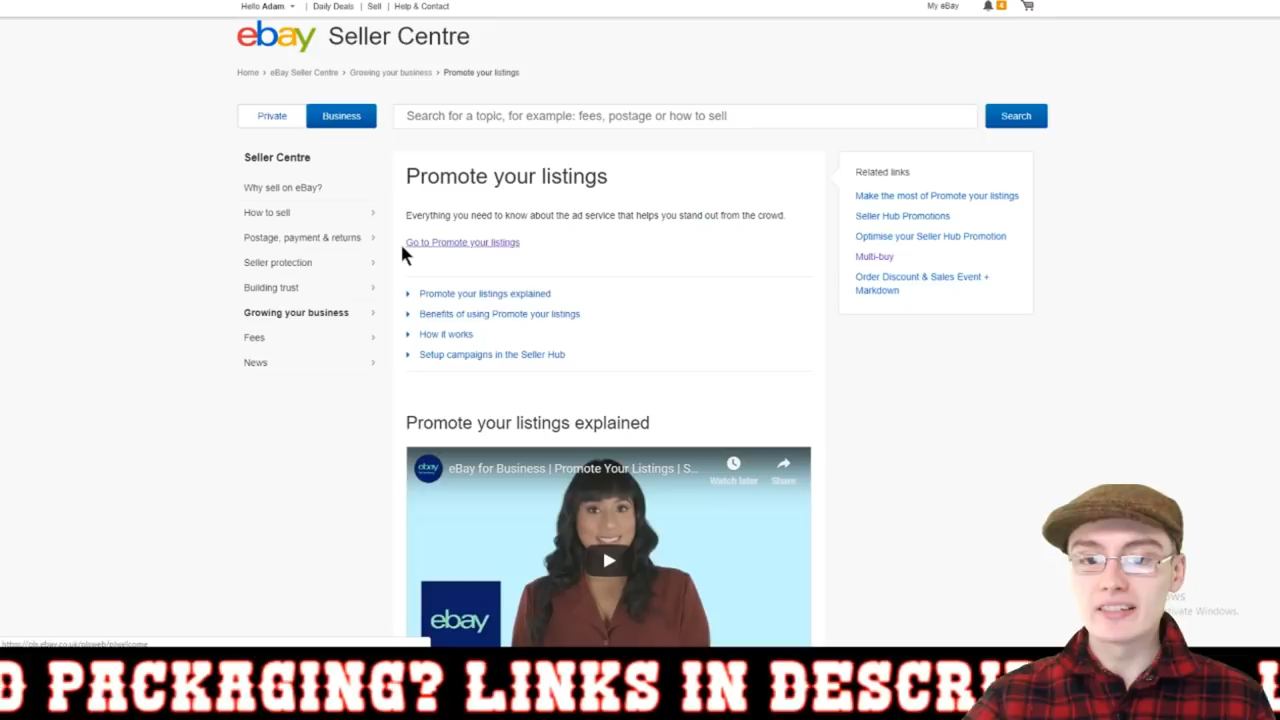 Hello Adam
Daily Deals
Sell
Help & Contact
My eBay
4
ebay Seller Centre
Home › eBay Seller Centre › Growing your business › Promote your listings
Private
Business
Search for a topic, for example: fees, postage or how to sell
Search
Seller Centre
Why sell on eBay?
How to sell
Postage, payment & returns
Seller protection
Building trust
Growing your business
Fees
News
Promote your listings
Everything you need to know about the ad service that helps you stand out from the crowd.
Go to Promote your listings
Promote your listings explained
Benefits of using Promote your listings
How it works
Setup campaigns in the Seller Hub
Promote your listings explained
ebay
eBay for Business | Promote Your Listings | S...
Watch later
Share
ebay
Related links
Make the most of Promote your listings
Seller Hub Promotions
Optimise your Seller Hub Promotion
Multi-buy
Order Discount & Sales Event +
Markdown
Windows.
D PACKAGING? LINKS IN DESCR